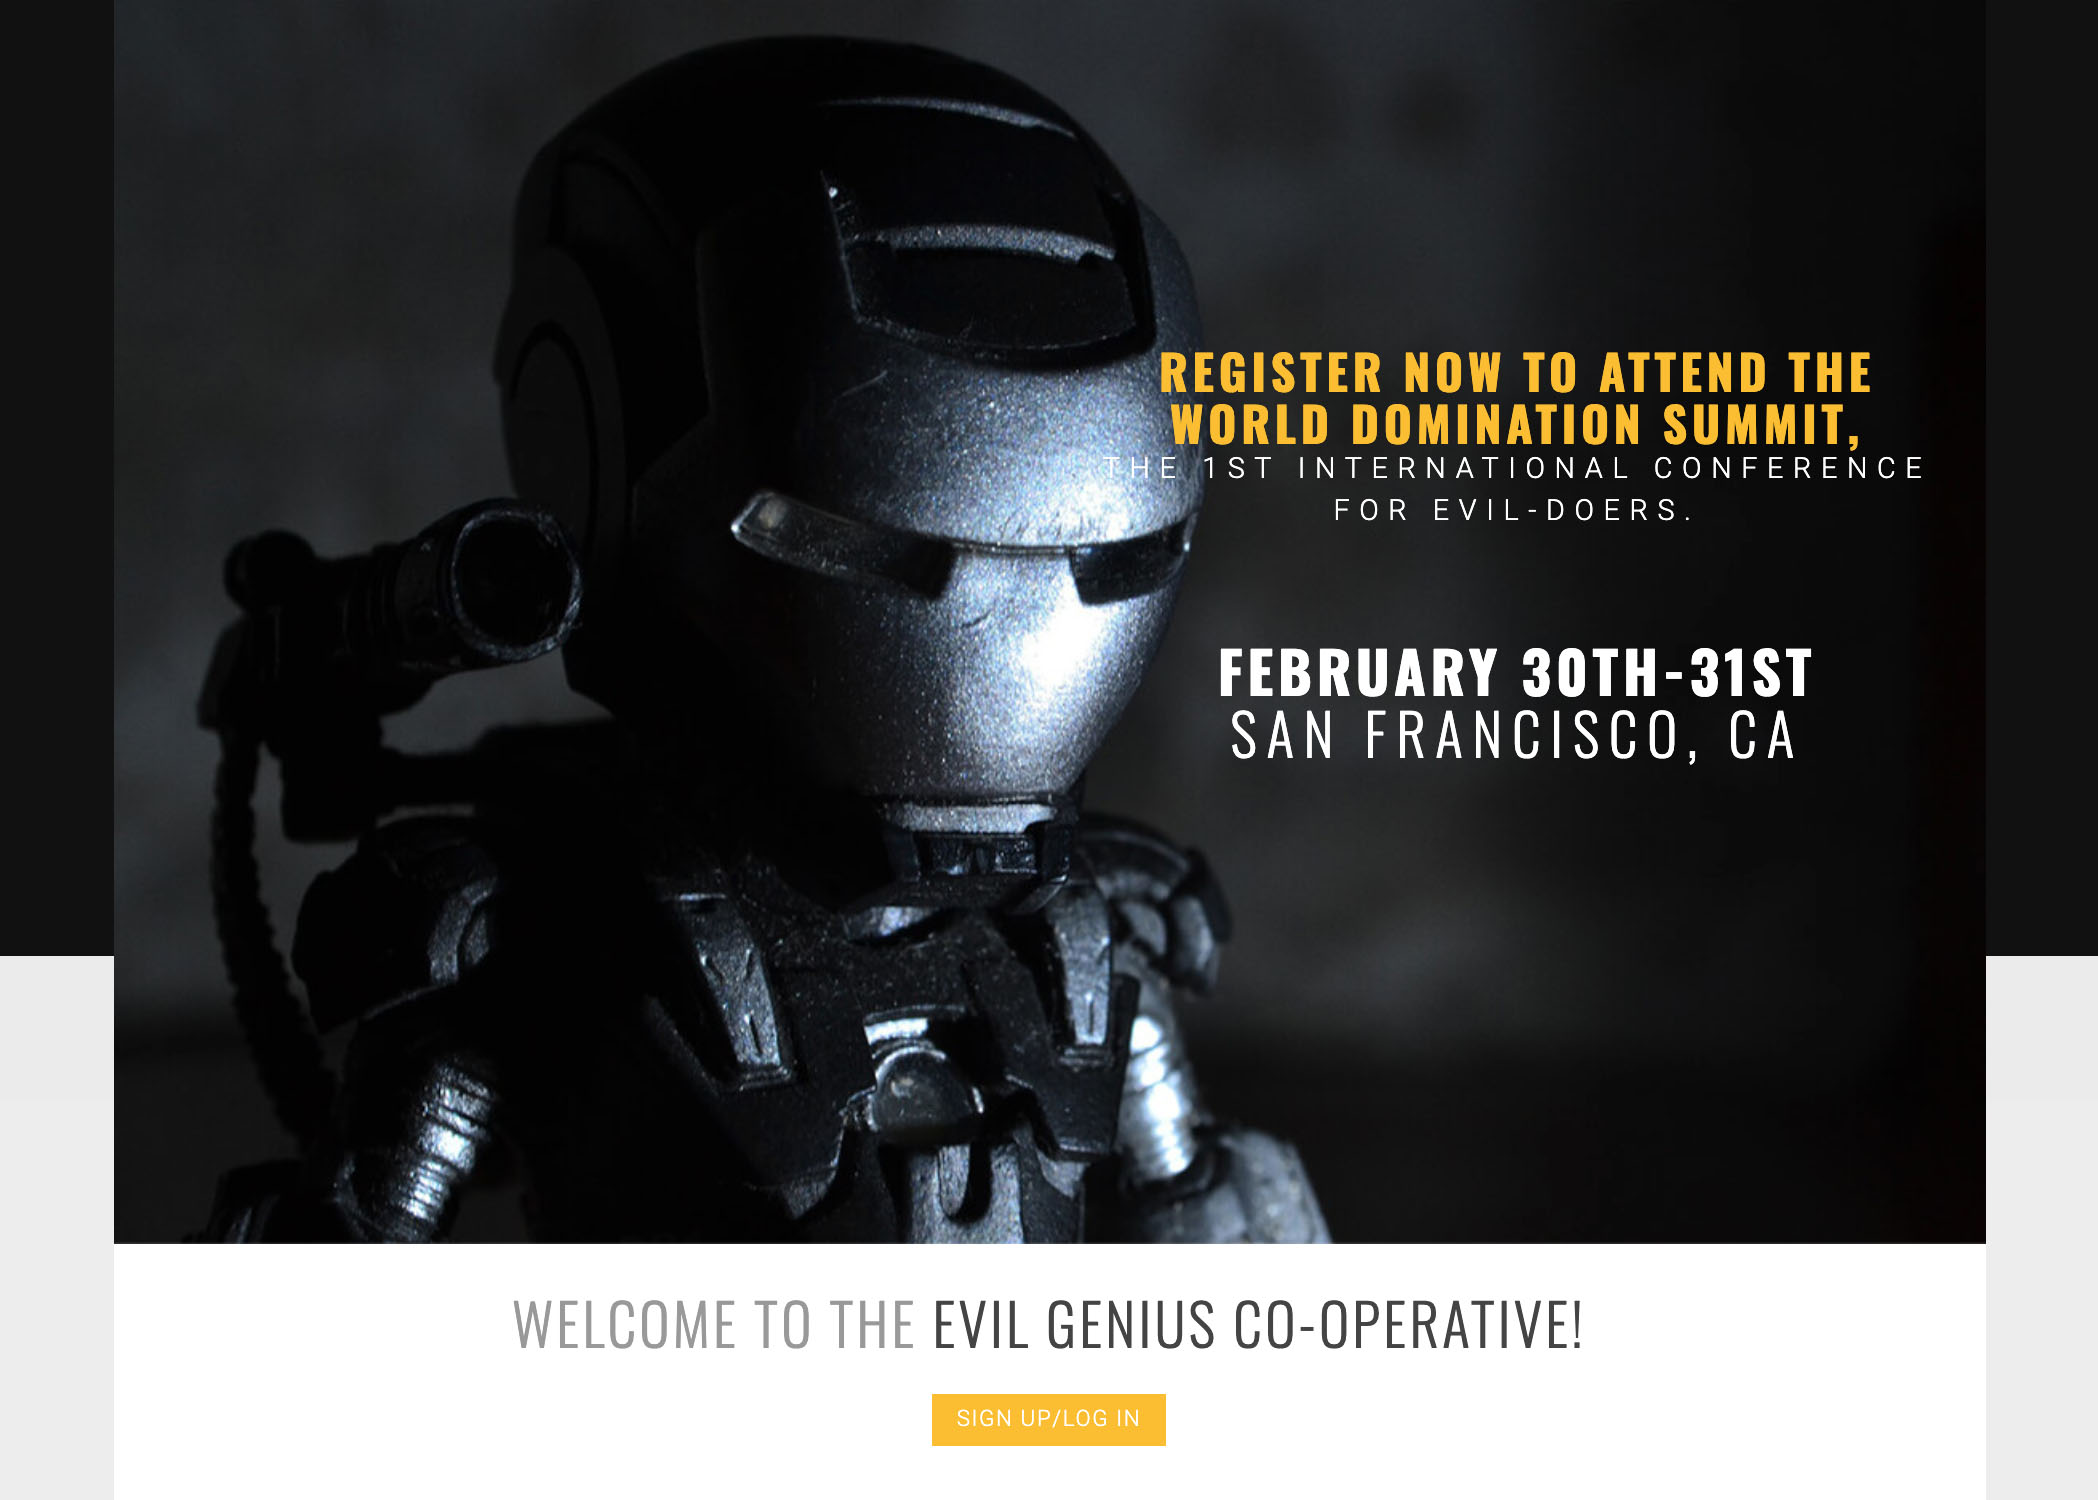 REGISTER NOW TO ATTEND THE
WORLD DOMINATION SUMMIT,
THE 1ST INTERNATIONAL CONFERENCE
FOR EVIL-DOERS.
FEBRUARY 30TH-31ST
SAN FRANCISCO, CA
WELCOME TO THE EVIL GENIUS CO-OPERATIVE!
SIGN UP/LOG IN